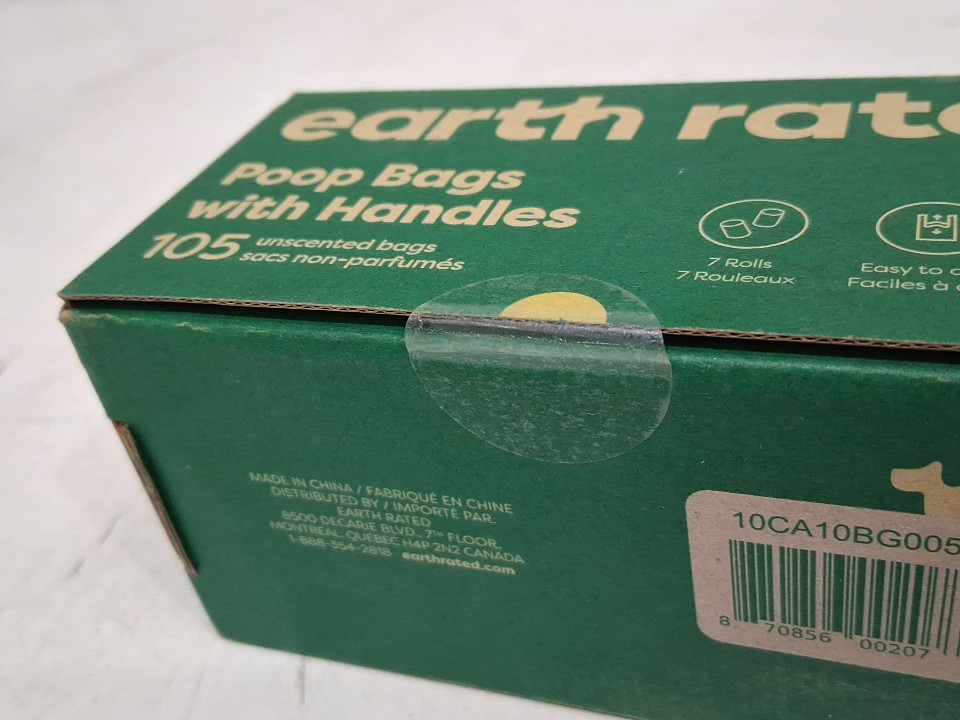 earth rate
Poop Bags
with Handles
105 unscented bags
sacs non-parfumés
7 Rolls
7 Rouleaux
Easy to
Faciles à
MADE IN CHINA / FABRIQUÉ EN CHINE
DISTRIBUTED BY / IMPORTÉ PAR:
EARTH RATED
8500 DECARIE BLVD., 7TH FLOOR,
MONTREAL, QUEBEC H4P 2N2 CANADA
1-888-354-2818 earthrated.com
10CA10BG005
8 70856 00207